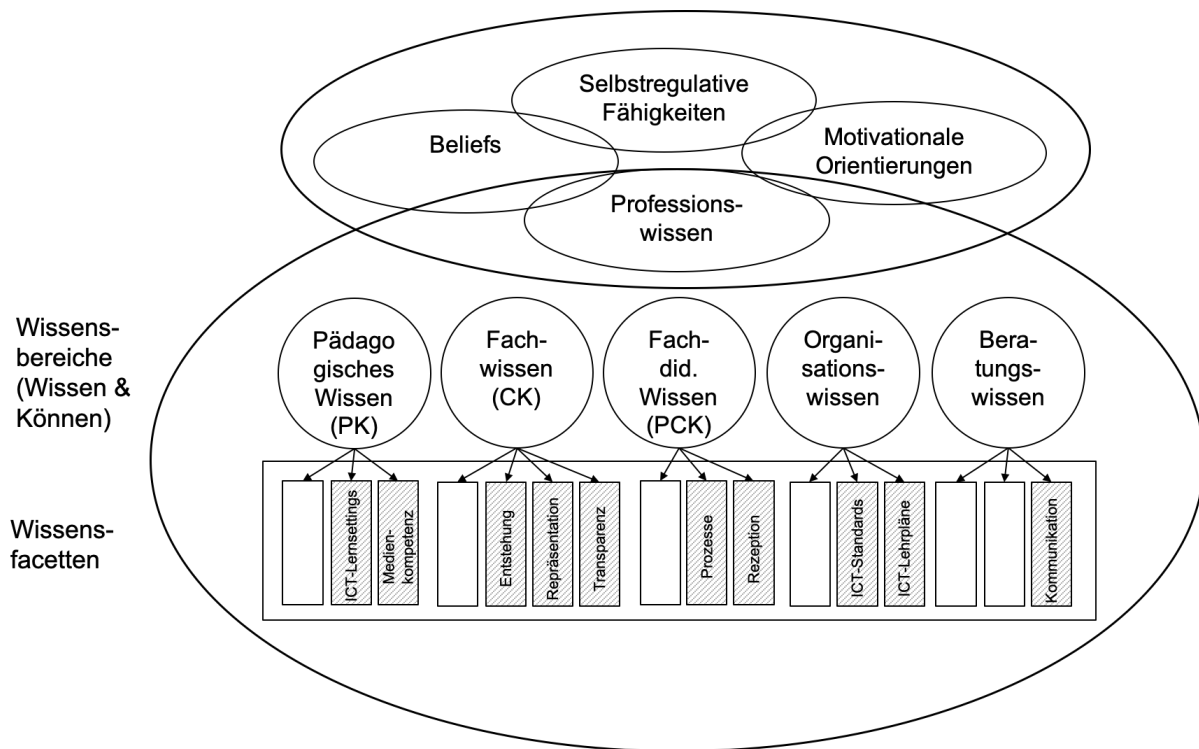 Selbstregulative
Fähigkeiten
Beliefs
Motivationale
Orientierungen
Professions-
wissen
Wissens-
bereiche
(Wissen &
Können)
Pädago
gisches
Wissen
(PK)
Fach-
wissen
(CK)
Fach-
did.
Wissen
(PCK)
Organi-
sations-
wissen
Bera-
tungs-
wissen
Wissens-
facetten
ICT-Lernsettings
Medien-
kompetenz
Entstehung
Repräsentation
Transparenz
Prozesse
Rezeption
ICT-Standards
ICT-Lehrpläne
Kommunikation